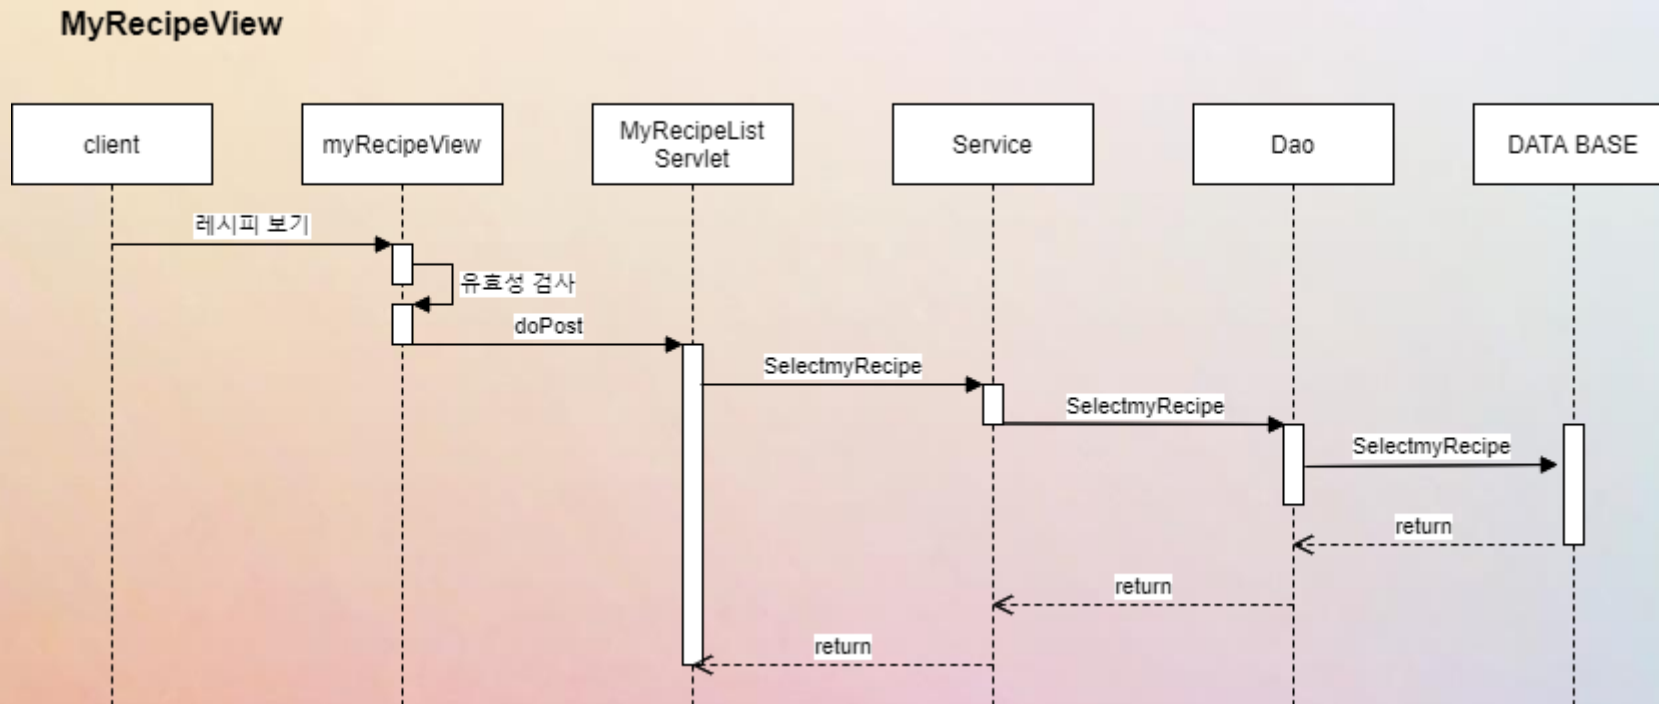 MyRecipeView
client
myRecipeView
MyRecipeList
Servlet
Service
Dao
DATA BASE
레시피 보기
유효성 검사
doPost
SelectmyRecipe
SelectmyRecipe
SelectmyRecipe
return
return
return